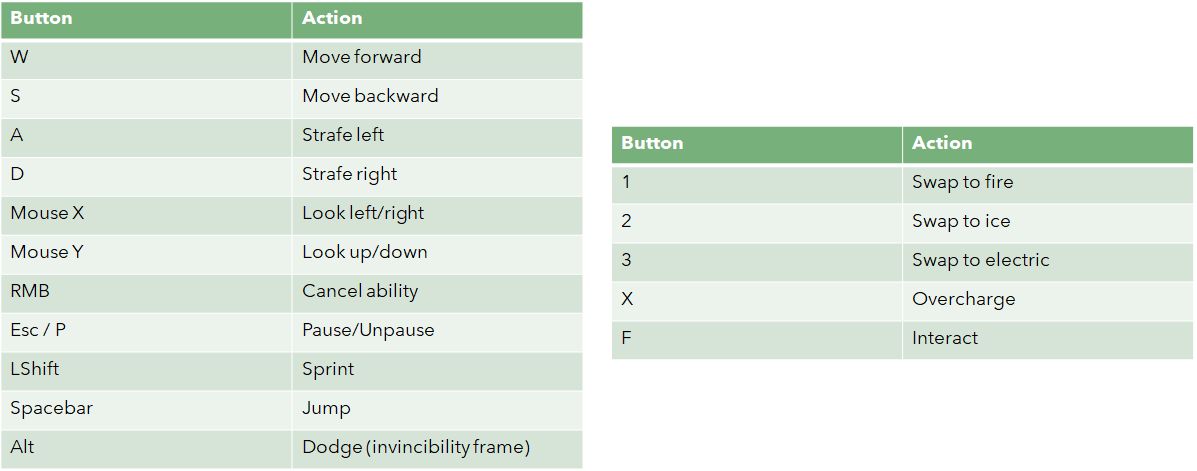 Button Action
W Move forward
S Move backward
A Strafe left
D Strafe right
Mouse X Look left/right
Mouse Y Look up/down
RMB Cancel ability
Esc / P Pause/Unpause
LShift Sprint
Spacebar Jump
Alt Dodge (invincibility frame)
Button Action
1 Swap to fire
2 Swap to ice
3 Swap to electric
X Overcharge
F Interact